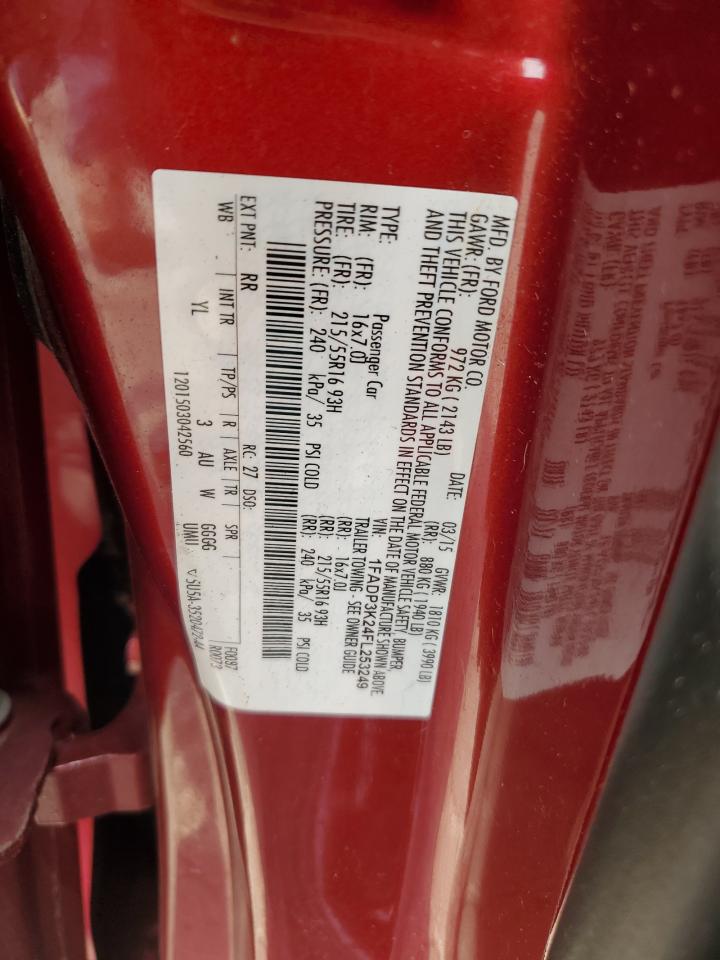 MFD. BY FORD MOTOR CO.
DATE: 03/15 GVWR: 1810 KG ( 3990 LB)
GAWR: (FR): 972 KG ( 2143 LB) (RR): 880 KG ( 1940 LB)
THIS VEHICLE CONFORMS TO ALL APPLICABLE FEDERAL MOTOR VEHICLE SAFETY, BUMPER,
AND THEFT PREVENTION STANDARDS IN EFFECT ON THE DATE OF MANUFACTURE SHOWN ABOVE
VIN: 1FADP3K24FL253249
TYPE: Passenger Car TRAILER TOWING - SEE OWNER GUIDE
RIM: (FR): 16x7.0J (RR): 16x7.0J
TIRE: (FR): 215/55R16 93H (RR): 215/55R16 93H
PRESSURE: (FR): 240 kPa/ 35 PSI COLD (RR): 240 kPa/ 35 PSI COLD
EXT PNT: RR RC: 27 DSO: F0097
WB INT TR TP/PS R AXLE TR SPR R0073
YL 3 AU W GGGG
UMU
1201503042560